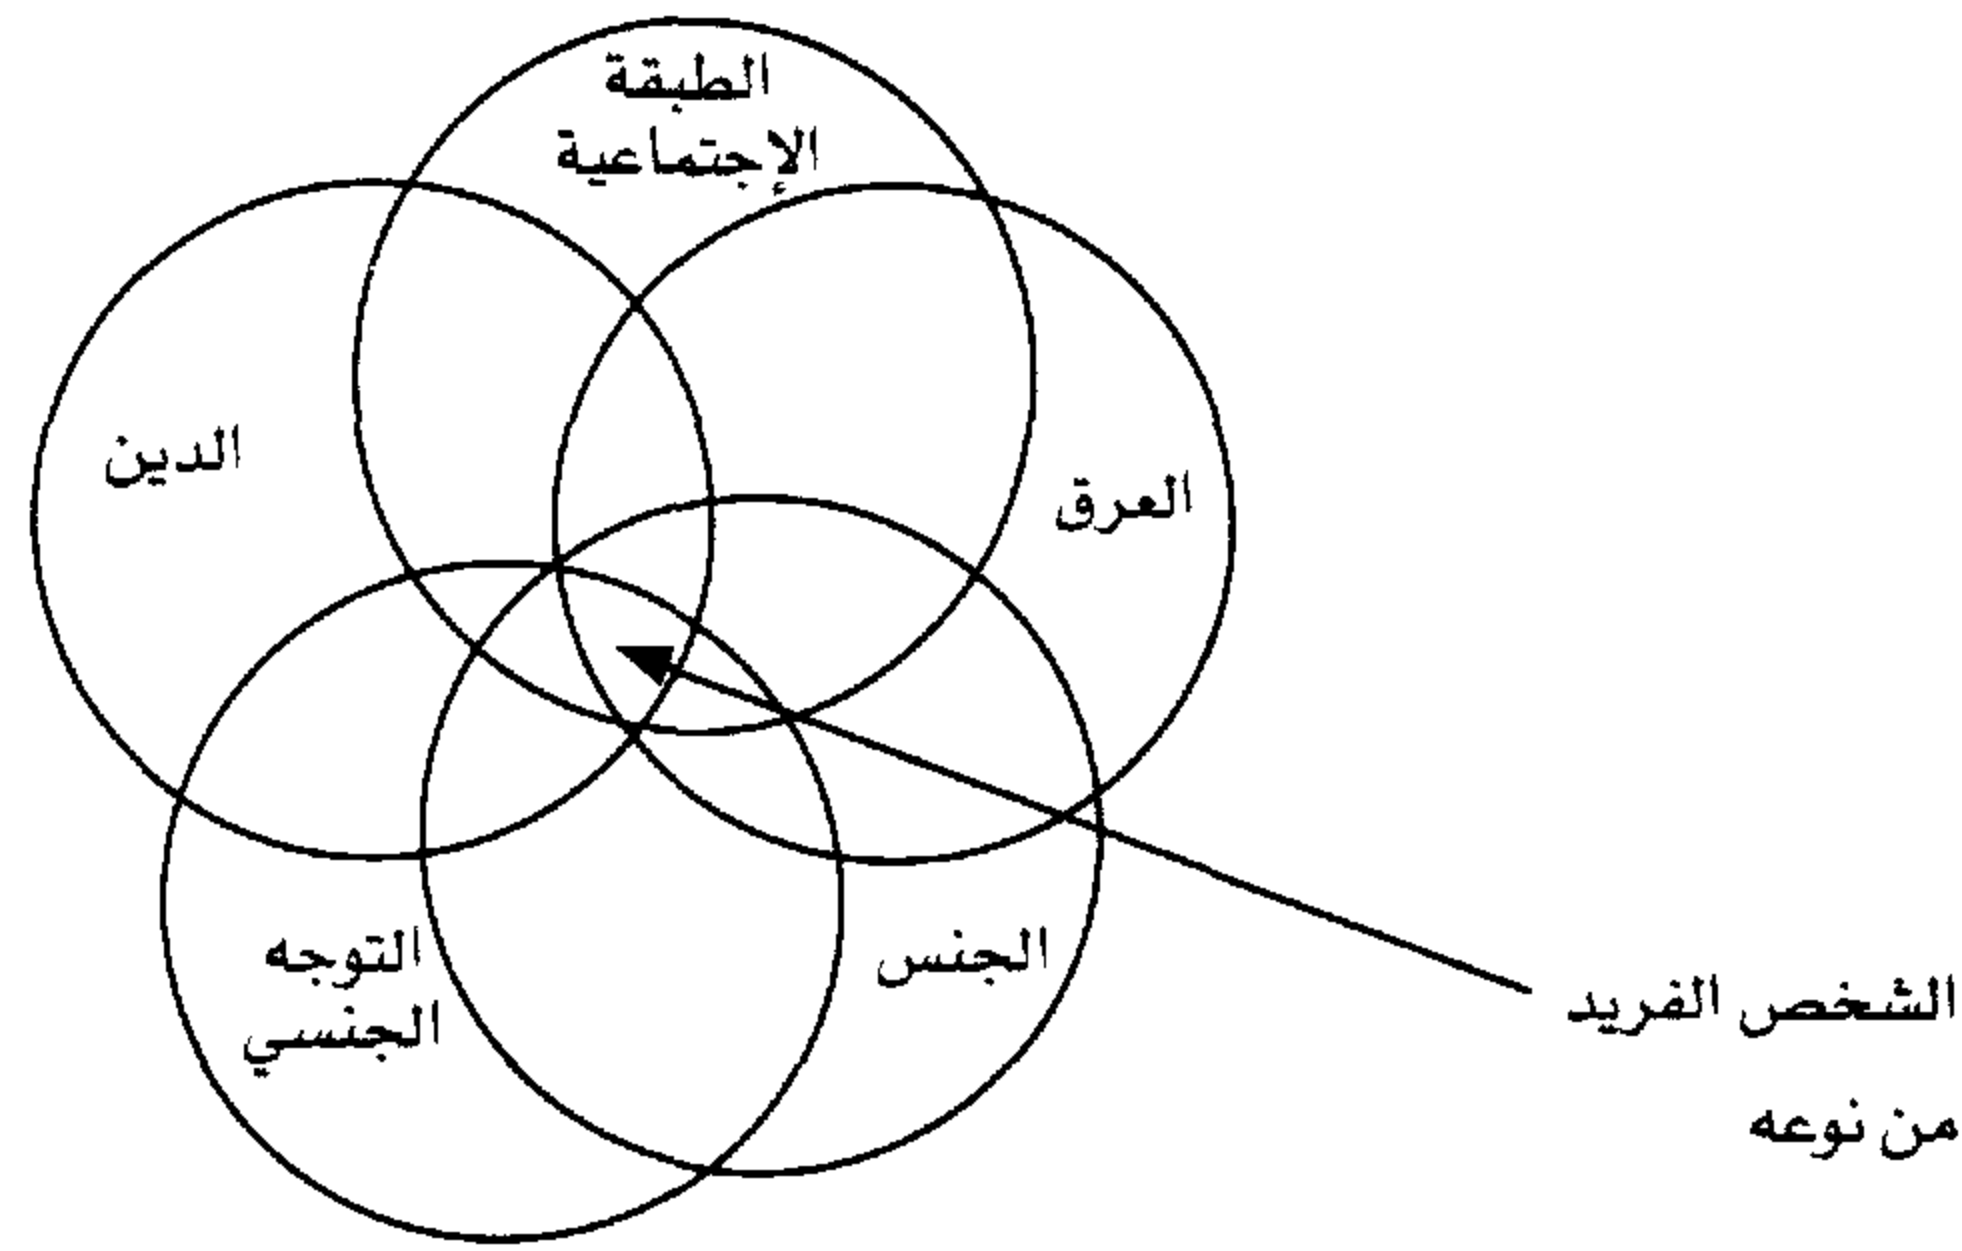 الطبقة
الإجتماعية
الدين
العرق
التوجه
الجنسي
الجنس
الشخص الفريد
من نوعه